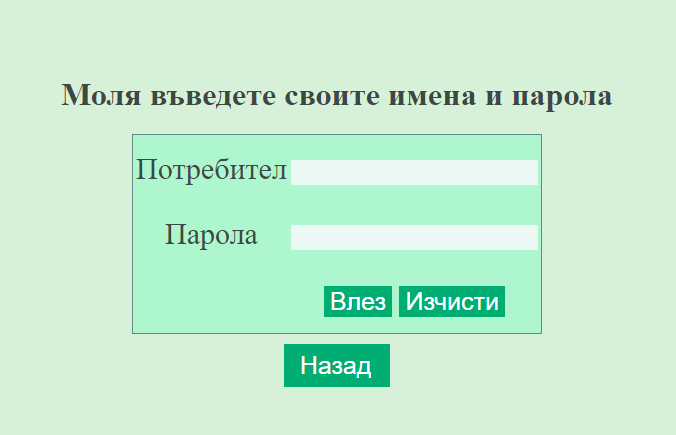 Моля въведете своите имена и парола
Потребител
Парола
Влез Изчисти
Назад